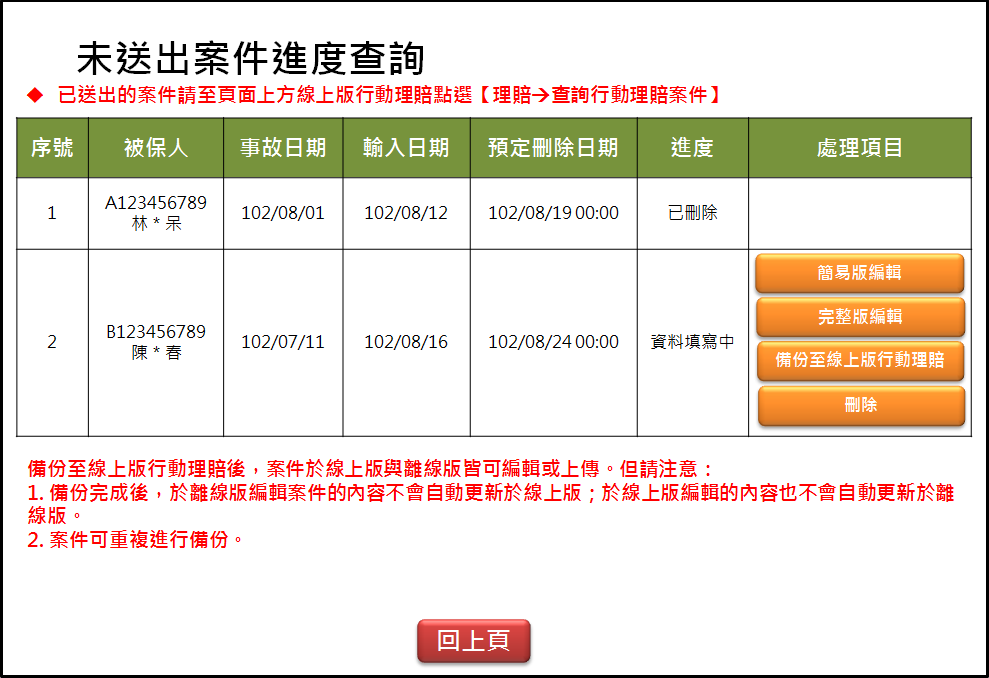 未送出案件進度查詢
◆ 已送出的案件請至頁面上方線上版行動理賠點選【理賠→查詢行動理賠案件】
序號 被保人 事故日期 輸入日期 預定刪除日期 進度 處理項目
1 A123456789 102/08/01 102/08/12 102/08/19 00:00 已刪除
林 * 呆
簡易版編輯
完整版編輯
2 B123456789 102/07/11 102/08/16 102/08/24 00:00 資料填寫中
陳 * 春
備份至線上版行動理賠
刪除
備份至線上版行動理賠後，案件於線上版與離線版皆可編輯或上傳。但請注意：
1. 備份完成後，於離線版編輯案件的內容不會自動更新於線上版；於線上版編輯的內容也不會自動更新於離
線版。
2. 案件可重複進行備份。
回上頁